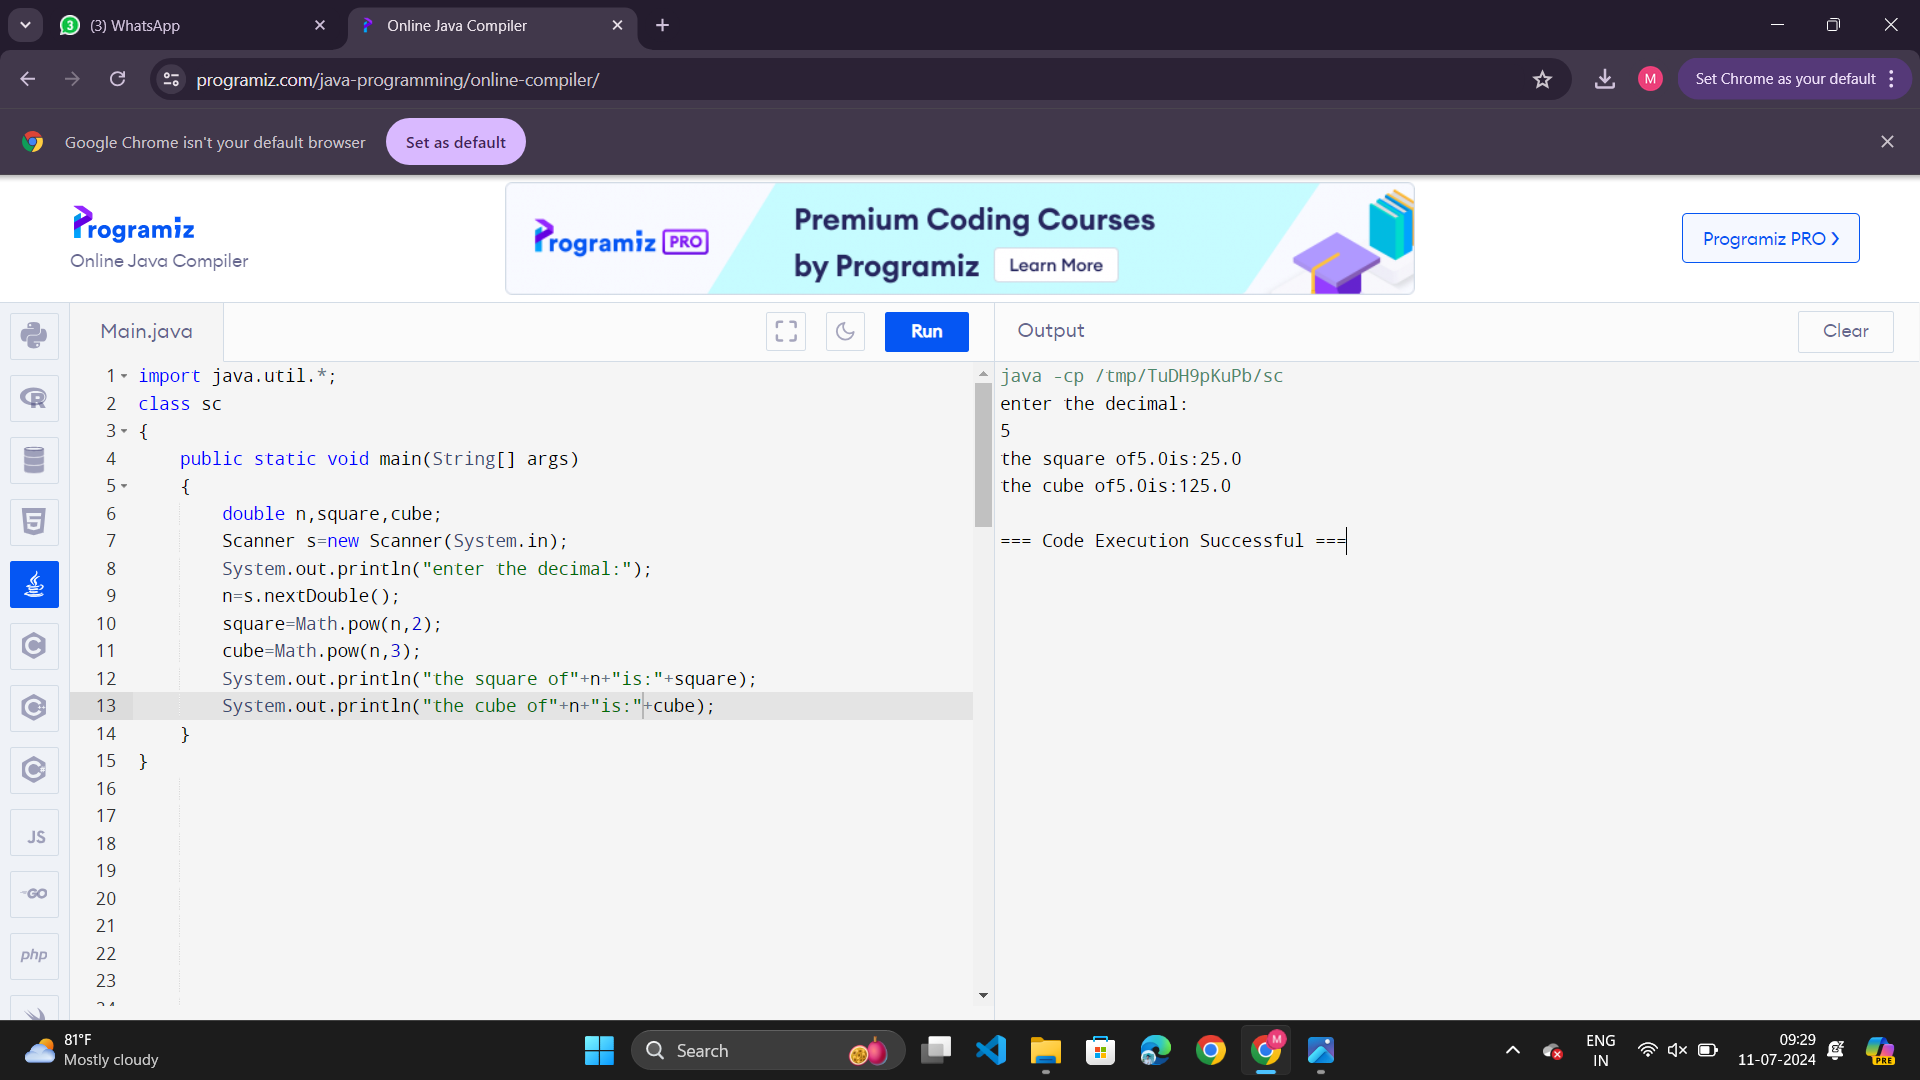 (3) WhatsApp
Online Java Compiler
programiz.com/java-programming/online-compiler/
M
Set Chrome as your default
Google Chrome isn't your default browser
Set as default
Programiz
Online Java Compiler
Programiz PRO
Premium Coding Courses
by Programiz
Learn More
Programiz PRO
Main.java
Run
Output
Clear
1 import java.util.*;
2 class sc
3 {
4 public static void main(String[] args)
5 {
6 double n,square,cube;
7 Scanner s=new Scanner(System.in);
8 System.out.println("enter the decimal:");
9 n=s.nextDouble();
10 square=Math.pow(n,2);
11 cube=Math.pow(n,3);
12 System.out.println("the square of"+n+"is:"+square);
13 System.out.println("the cube of"+n+"is:"+cube);
14 }
15 }
16
17
18
19
20
21
22
23
24
java -cp /tmp/TuDH9pKuPb/sc
enter the decimal:
5
the square of5.0is:25.0
the cube of5.0is:125.0
=== Code Execution Successful ===
JS
GO
php
81°F
Mostly cloudy
Search
M
ENG
IN
09:29
11-07-2024
PRE